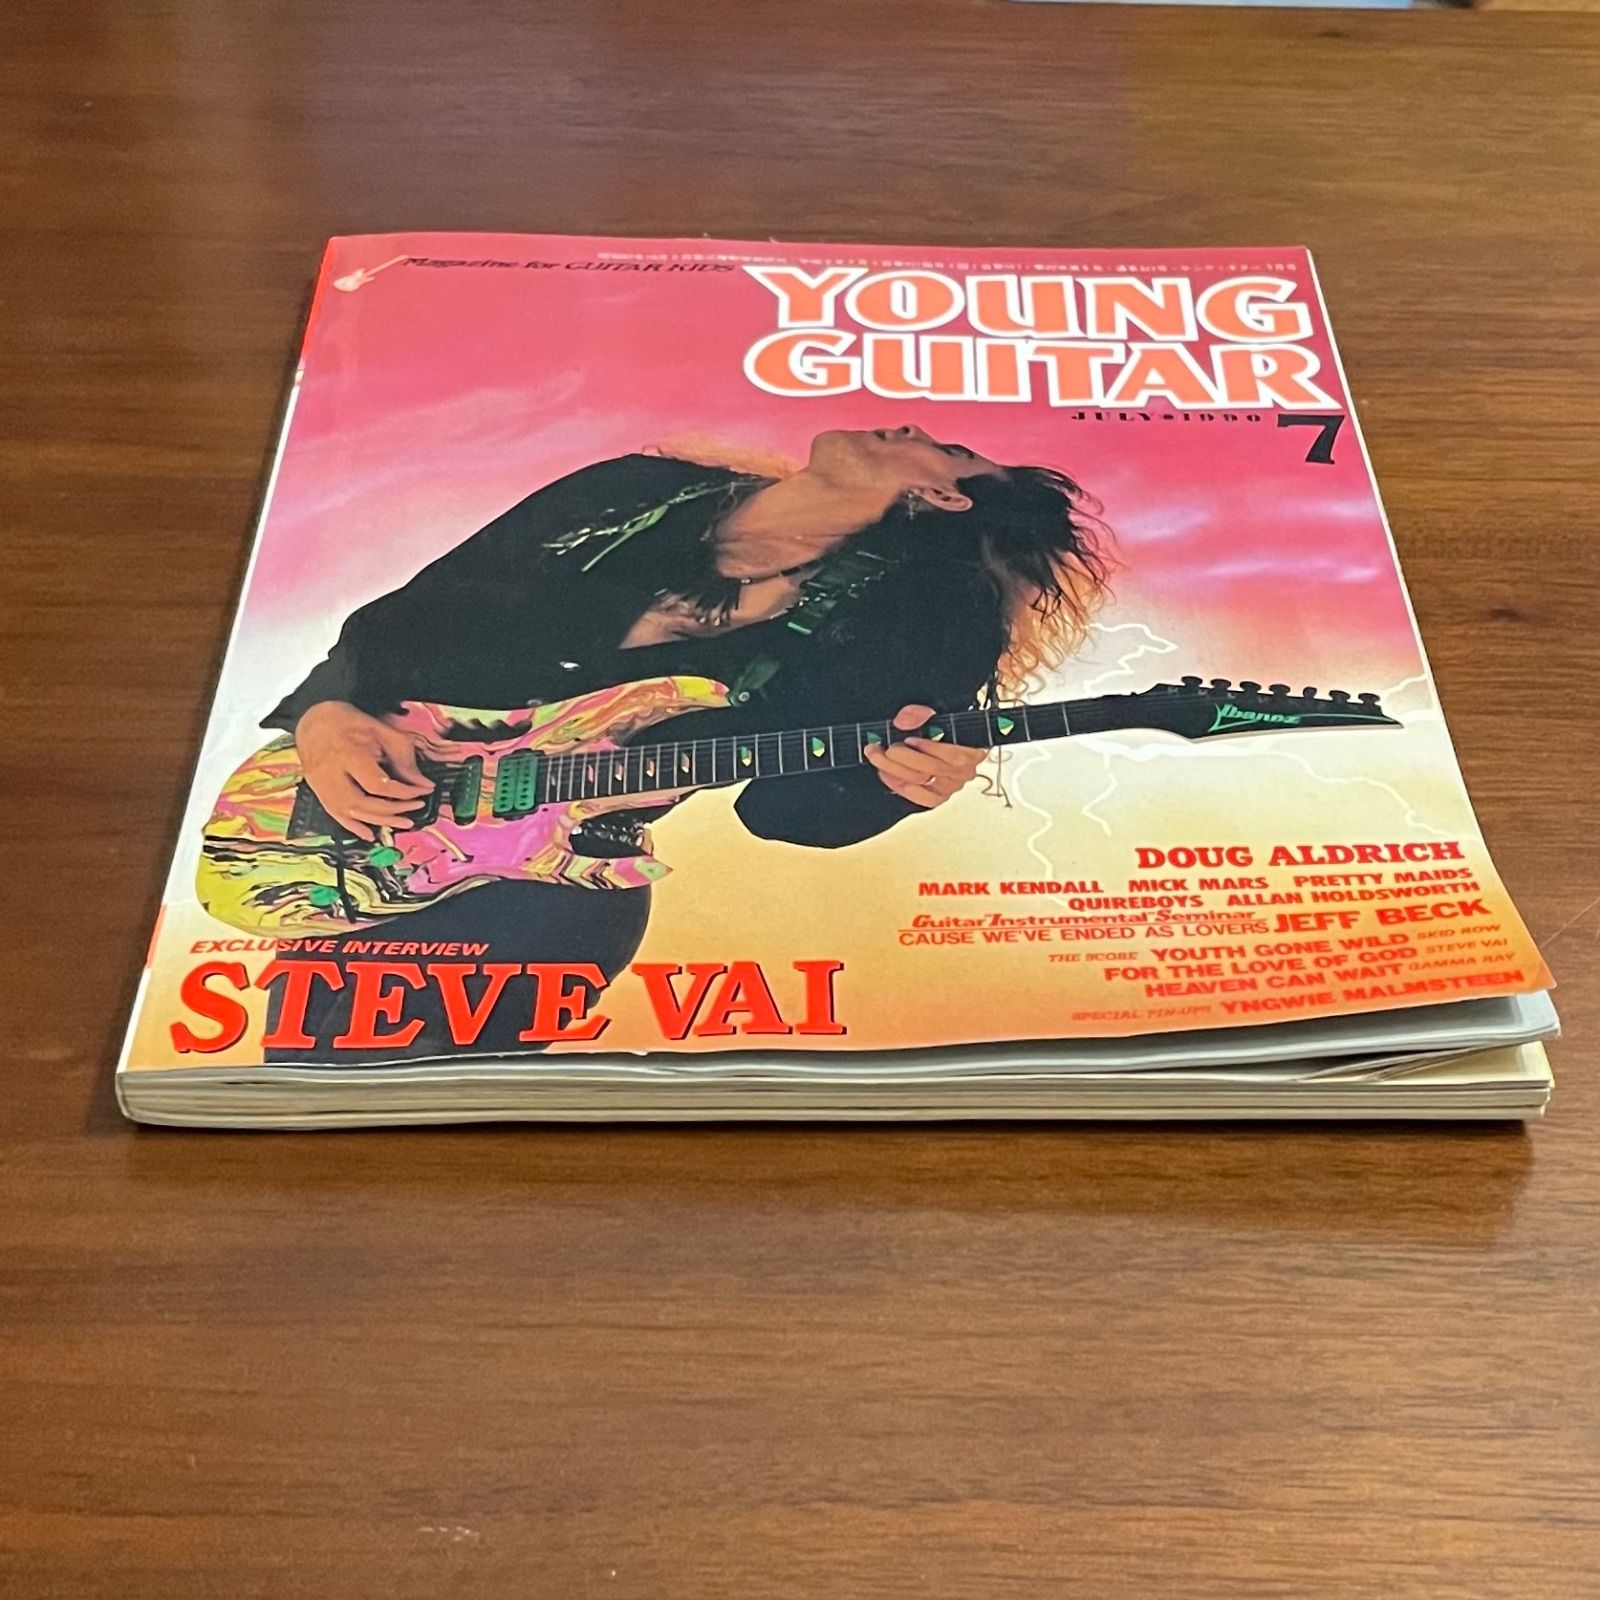 Magazine for GUITAR KIDS
YOUNG
GUITAR
JULY 1990 7
Ibanez
DOUG ALDRICH
MARK KENDALL MICK MARS PRETTY MAIDS
QUIREBOYS ALLAN HOLDSWORTH
Guitar Instrumental Seminar
CAUSE WE'VE ENDED AS LOVERS JEFF BECK
THE SCORE YOUTH GONE WILD SKID ROW
FOR THE LOVE OF GOD STEVE VAI
HEAVEN CAN WAIT GAMMA RAY
SPECIAL PIN-UPS YNGWIE MALMSTEEN
EXCLUSIVE INTERVIEW
STEVE VAI